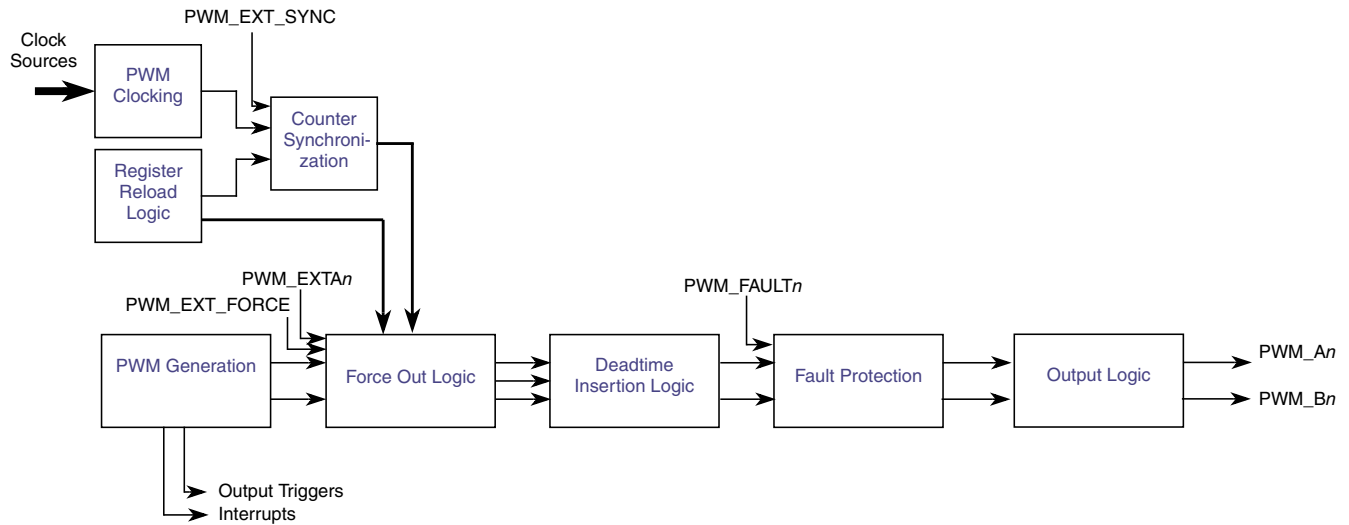 PWM_EXT_SYNC
Clock
Sources
PWM
Clocking
Counter
Synchroni-
zation
Register
Reload
Logic
PWM_EXTAn
PWM_EXT_FORCE
PWM_FAULTn
PWM Generation
Force Out Logic
Deadtime
Insertion Logic
Fault Protection
Output Logic
PWM_An
PWM_Bn
Output Triggers
Interrupts